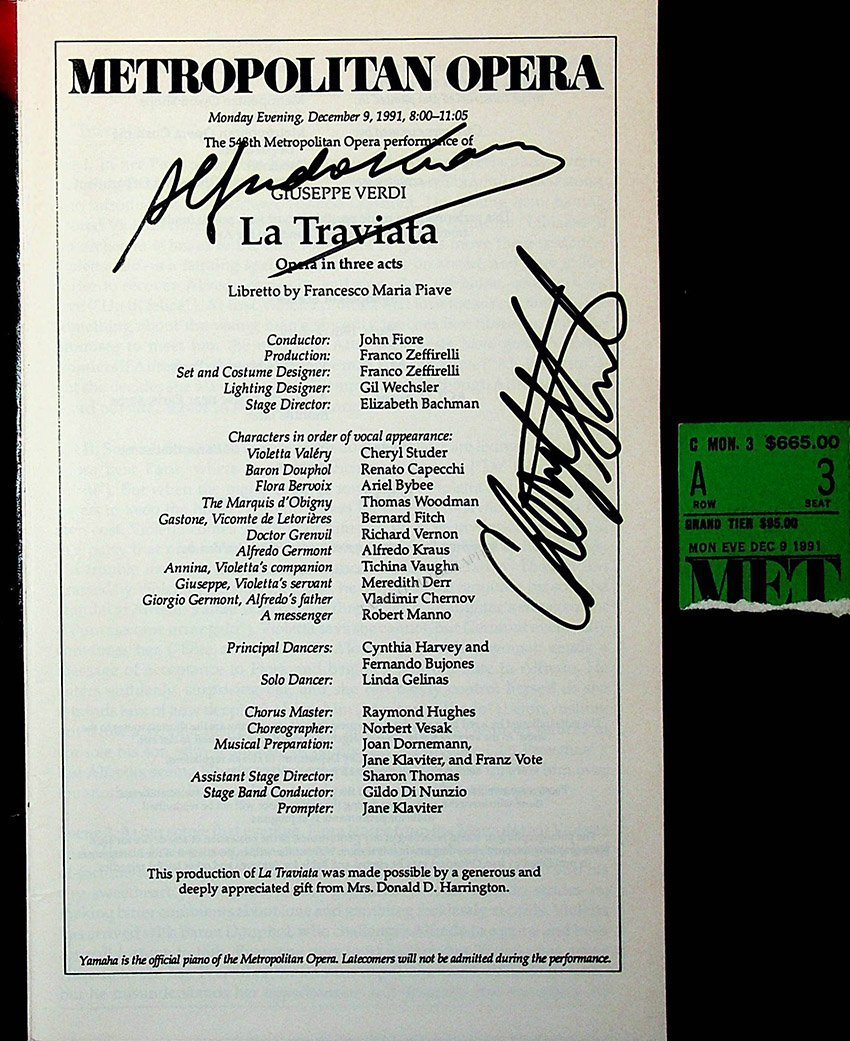 METROPOLITAN OPERA
Monday Evening, December 9, 1991, 8:00–11:05
The 548th Metropolitan Opera performance of
Alfredo Kraus
GIUSEPPE VERDI
La Traviata
Opera in three acts
Libretto by Francesco Maria Piave
Conductor: John Fiore
Production: Franco Zeffirelli
Set and Costume Designer: Franco Zeffirelli
Lighting Designer: Gil Wechsler
Stage Director: Elizabeth Bachman
Characters in order of vocal appearance:
Violetta Valéry Cheryl Studer
Baron Douphol Renato Capecchi
Flora Bervoix Ariel Bybee
The Marquis d'Obigny Thomas Woodman
Gastone, Vicomte de Letorières Bernard Fitch
Doctor Grenvil Richard Vernon
Alfredo Germont Alfredo Kraus
Annina, Violetta's companion Tichina Vaughn
Giuseppe, Violetta's servant Meredith Derr
Giorgio Germont, Alfredo's father Vladimir Chernov
A messenger Robert Manno
Principal Dancers: Cynthia Harvey and
Fernando Bujones
Solo Dancer: Linda Gelinas
Chorus Master: Raymond Hughes
Choreographer: Norbert Vesak
Musical Preparation: Joan Dornemann,
Jane Klaviter, and Franz Vote
Assistant Stage Director: Sharon Thomas
Stage Band Conductor: Gildo Di Nunzio
Prompter: Jane Klaviter
This production of La Traviata was made possible by a generous and
deeply appreciated gift from Mrs. Donald D. Harrington.
Yamaha is the official piano of the Metropolitan Opera. Latecomers will not be admitted during the performance.
Cheryl Studer
C MON. 3 $665.00
A 3
ROW SEAT
GRAND TIER $95.00
MON EVE DEC 9 1991
MET